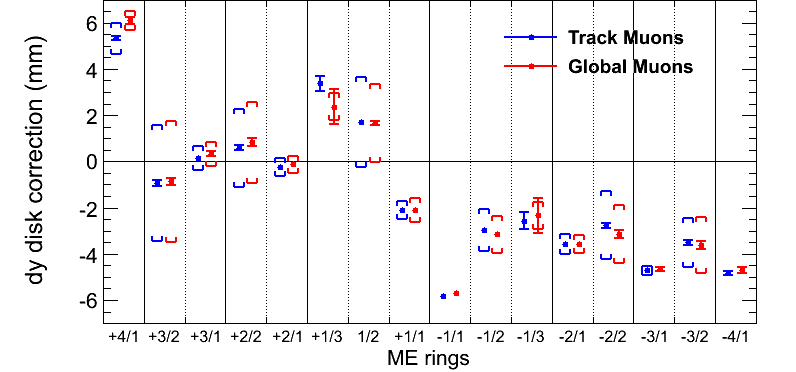 dy disk correction (mm)
6
4
2
0
-2
-4
-6
Track Muons
Global Muons
+4/1 +3/2 +3/1 +2/2 +2/1 +1/3 1/2 +1/1 -1/1 -1/2 -1/3 -2/1 -2/2 -3/1 -3/2 -4/1
ME rings